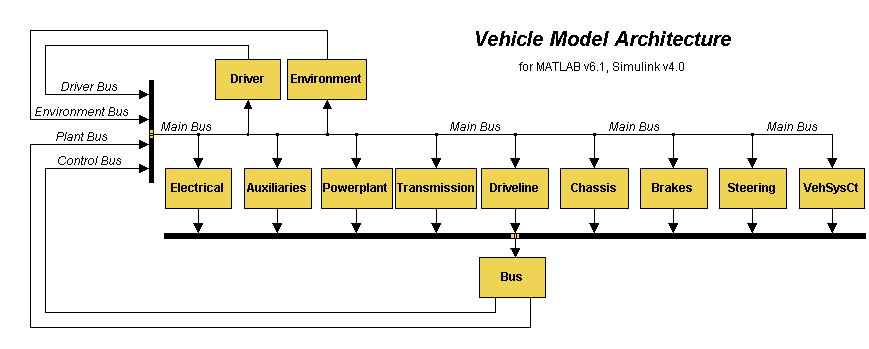 Vehicle Model Architecture
for MATLAB v6.1, Simulink v4.0
Driver
Environment
Driver Bus
Environment Bus
Plant Bus
Control Bus
Main Bus
Main Bus
Main Bus
Main Bus
Electrical
Auxiliaries
Powerplant
Transmission
Driveline
Chassis
Brakes
Steering
VehSysCt
Bus